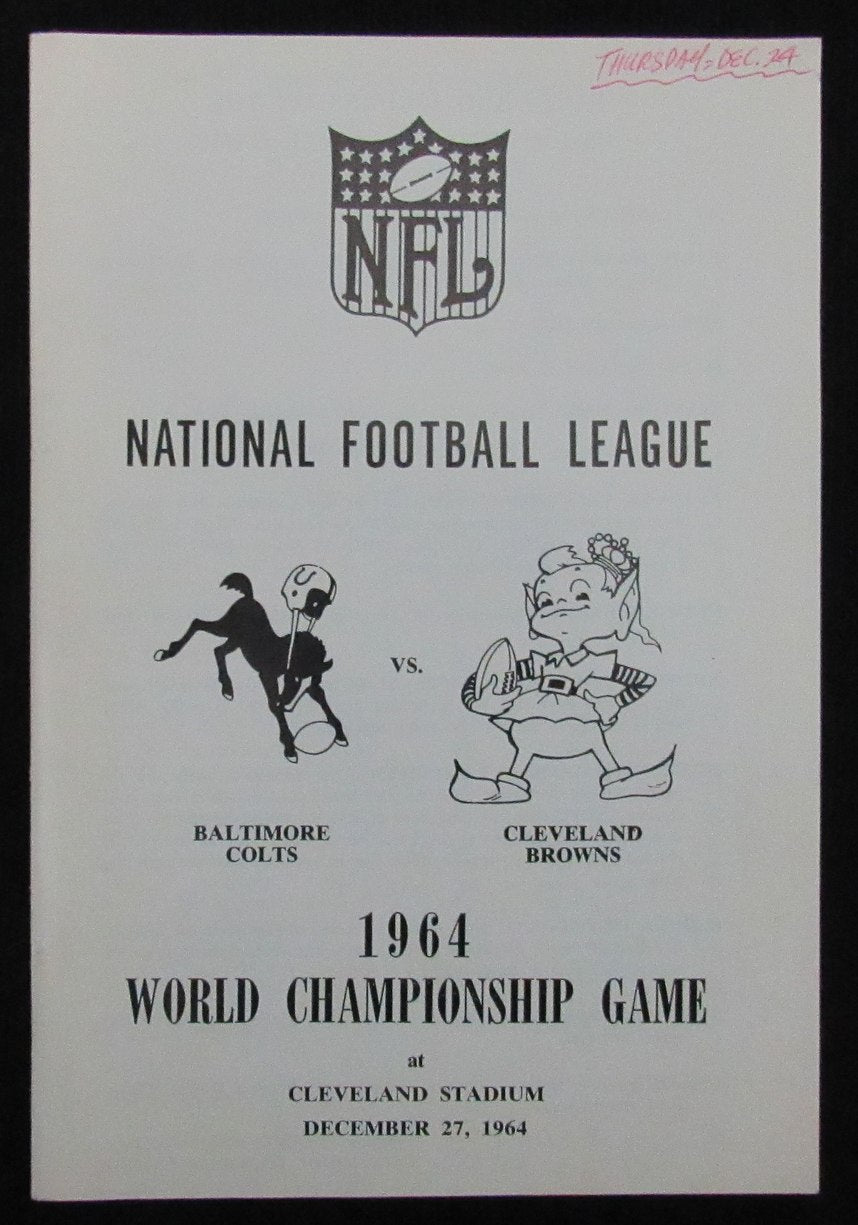 THURSDAY, DEC. 24
NFL
NATIONAL FOOTBALL LEAGUE
VS.
BALTIMORE
COLTS
CLEVELAND
BROWNS
1964
WORLD CHAMPIONSHIP GAME
at
CLEVELAND STADIUM
DECEMBER 27, 1964